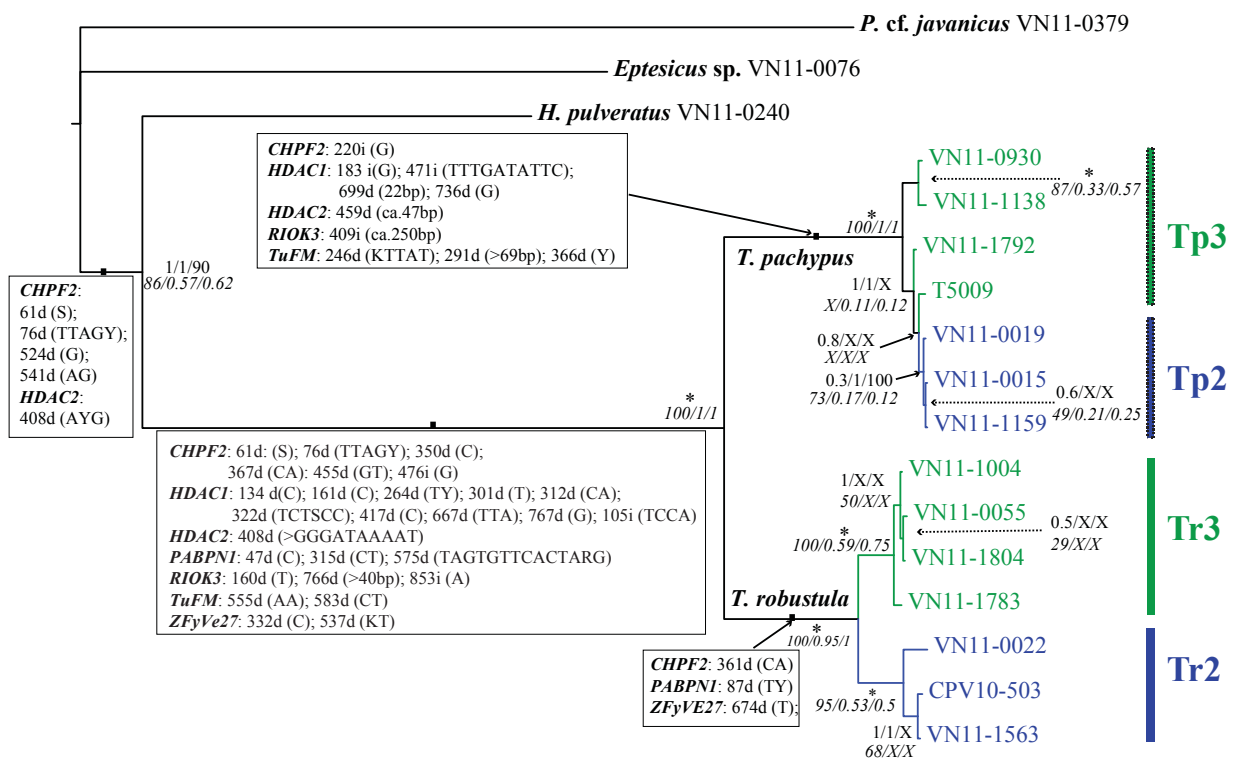 P. cf. javanicus VN11-0379
Eptesicus sp. VN11-0076
H. pulveratus VN11-0240
CHPF2: 220i (G)
HDAC1: 183 i(G); 471i (TTTGATATTC);
699d (22bp); 736d (G)
HDAC2: 459d (ca.47bp)
RIOK3: 409i (ca.250bp)
TuFM: 246d (KTTAT); 291d (>69bp); 366d (Y)
VN11-0930
*
87/0.33/0.57
VN11-1138
*
100/1/1
T. pachypus
VN11-1792
Tp3
1/1/90
86/0.57/0.62
CHPF2:
61d (S);
76d (TTAGY);
524d (G);
541d (AG)
HDAC2:
408d (AYG)
1/1/X
X/0.11/0.12
T5009
VN11-0019
0.8/X/X
X/X/X
VN11-0015
0.3/1/100
73/0.17/0.12
0.6/X/X
49/0.21/0.25
VN11-1159
Tp2
*
100/1/1
CHPF2: 61d: (S); 76d (TTAGY); 350d (C);
367d (CA): 455d (GT); 476i (G)
HDAC1: 134 d(C); 161d (C); 264d (TY); 301d (T); 312d (CA);
322d (TCTSCC); 417d (C); 667d (TTA); 767d (G); 105i (TCCA)
HDAC2: 408d (>GGGATAAAAT)
PABPN1: 47d (C); 315d (CT); 575d (TAGTGTTCACTARG)
RIOK3: 160d (T); 766d (>40bp); 853i (A)
TuFM: 555d (AA); 583d (CT)
ZFyVe27: 332d (C); 537d (KT)
VN11-1004
1/X/X
50/X/X
VN11-0055
0.5/X/X
29/X/X
*
100/0.59/0.75
VN11-1804
VN11-1783
Tr3
T. robustula
*
100/0.95/1
CHPF2: 361d (CA)
PABPN1: 87d (TY)
ZFyVE27: 674d (T);
VN11-0022
*
95/0.53/0.5
CPV10-503
VN11-1563
1/1/X
68/X/X
Tr2